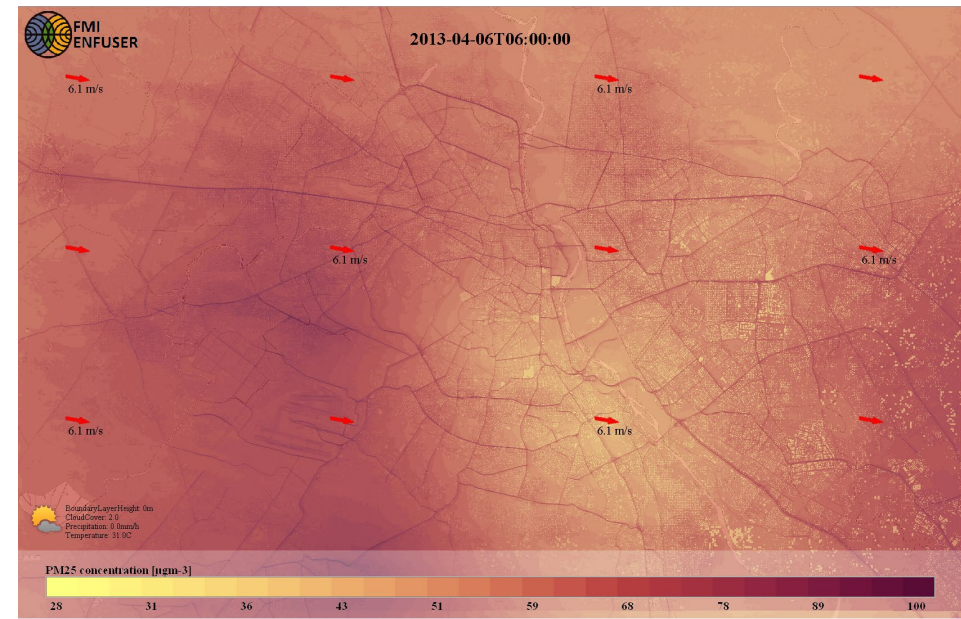 FMI
ENFUSER
2013-04-06T06:00:00
6.1 m/s
6.1 m/s
6.1 m/s
6.1 m/s
6.1 m/s
6.1 m/s
BoundaryLayerHeight: 0m
CloudCover: 2.0
Precipitation: 0.0mm/h
Temperature: 31.0C
PM25 concentration [µgm-3]
28 31 36 43 51 59 68 78 89 100